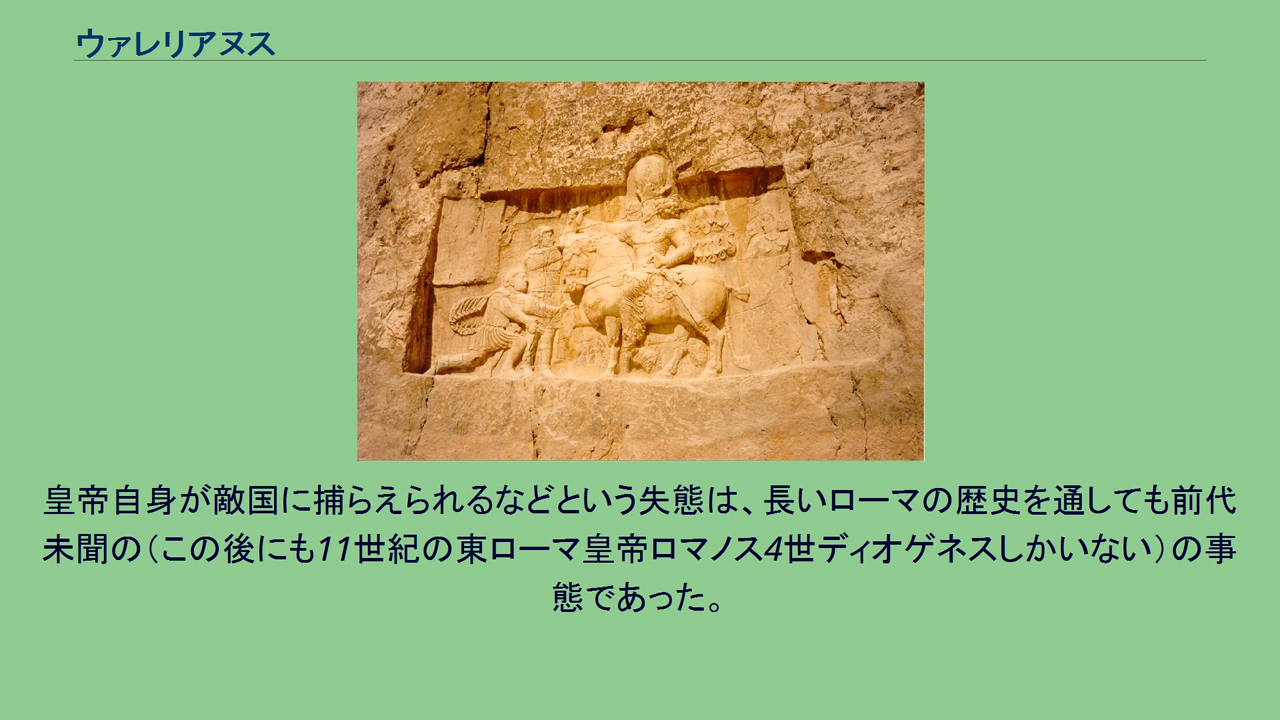 ウァレリアヌス
皇帝自身が敵国に捕らえられるなどという失態は、長いローマの歴史を通しても前代
未聞の（この後にも11世紀の東ローマ皇帝ロマノス4世ディオゲネスしかいない）の事
態であった。